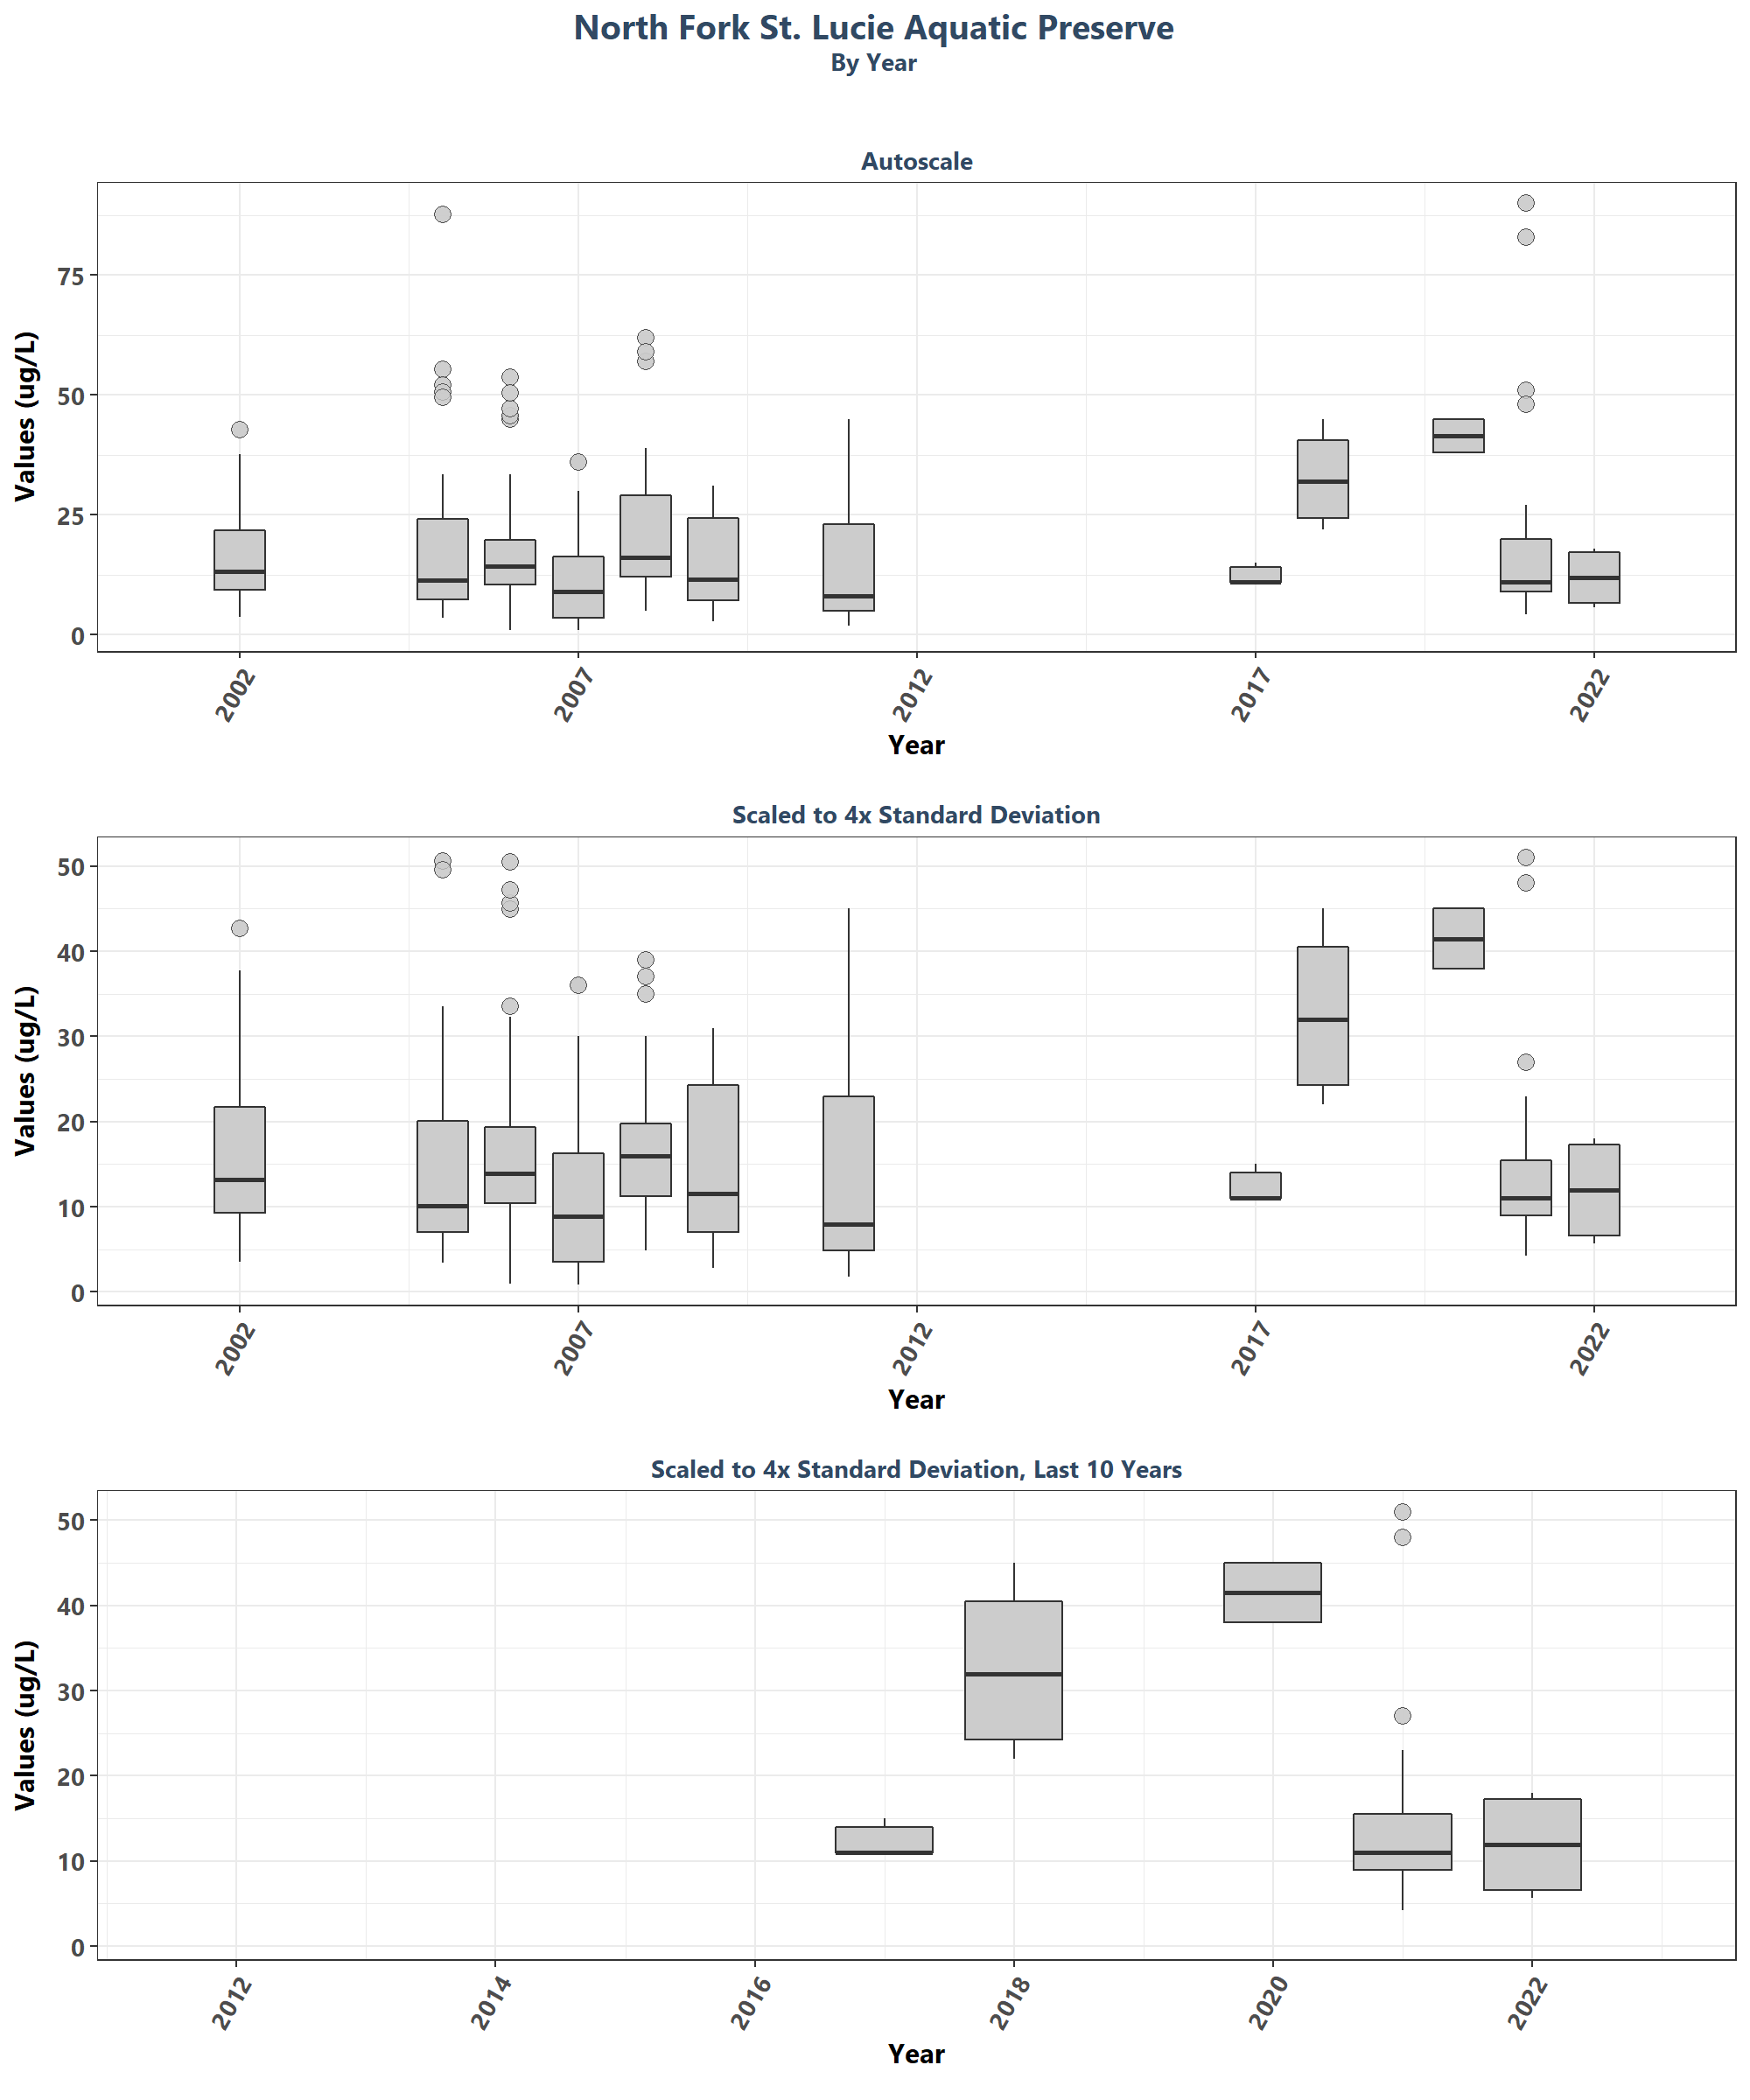 North Fork St. Lucie Aquatic Preserve
By Year
Autoscale
Values (ug/L)
75
50
25
0
2002
2007
2012
2017
2022
Year
Scaled to 4x Standard Deviation
Values (ug/L)
50
40
30
20
10
0
2002
2007
2012
2017
2022
Year
Scaled to 4x Standard Deviation, Last 10 Years
Values (ug/L)
50
40
30
20
10
0
2012
2014
2016
2018
2020
2022
Year